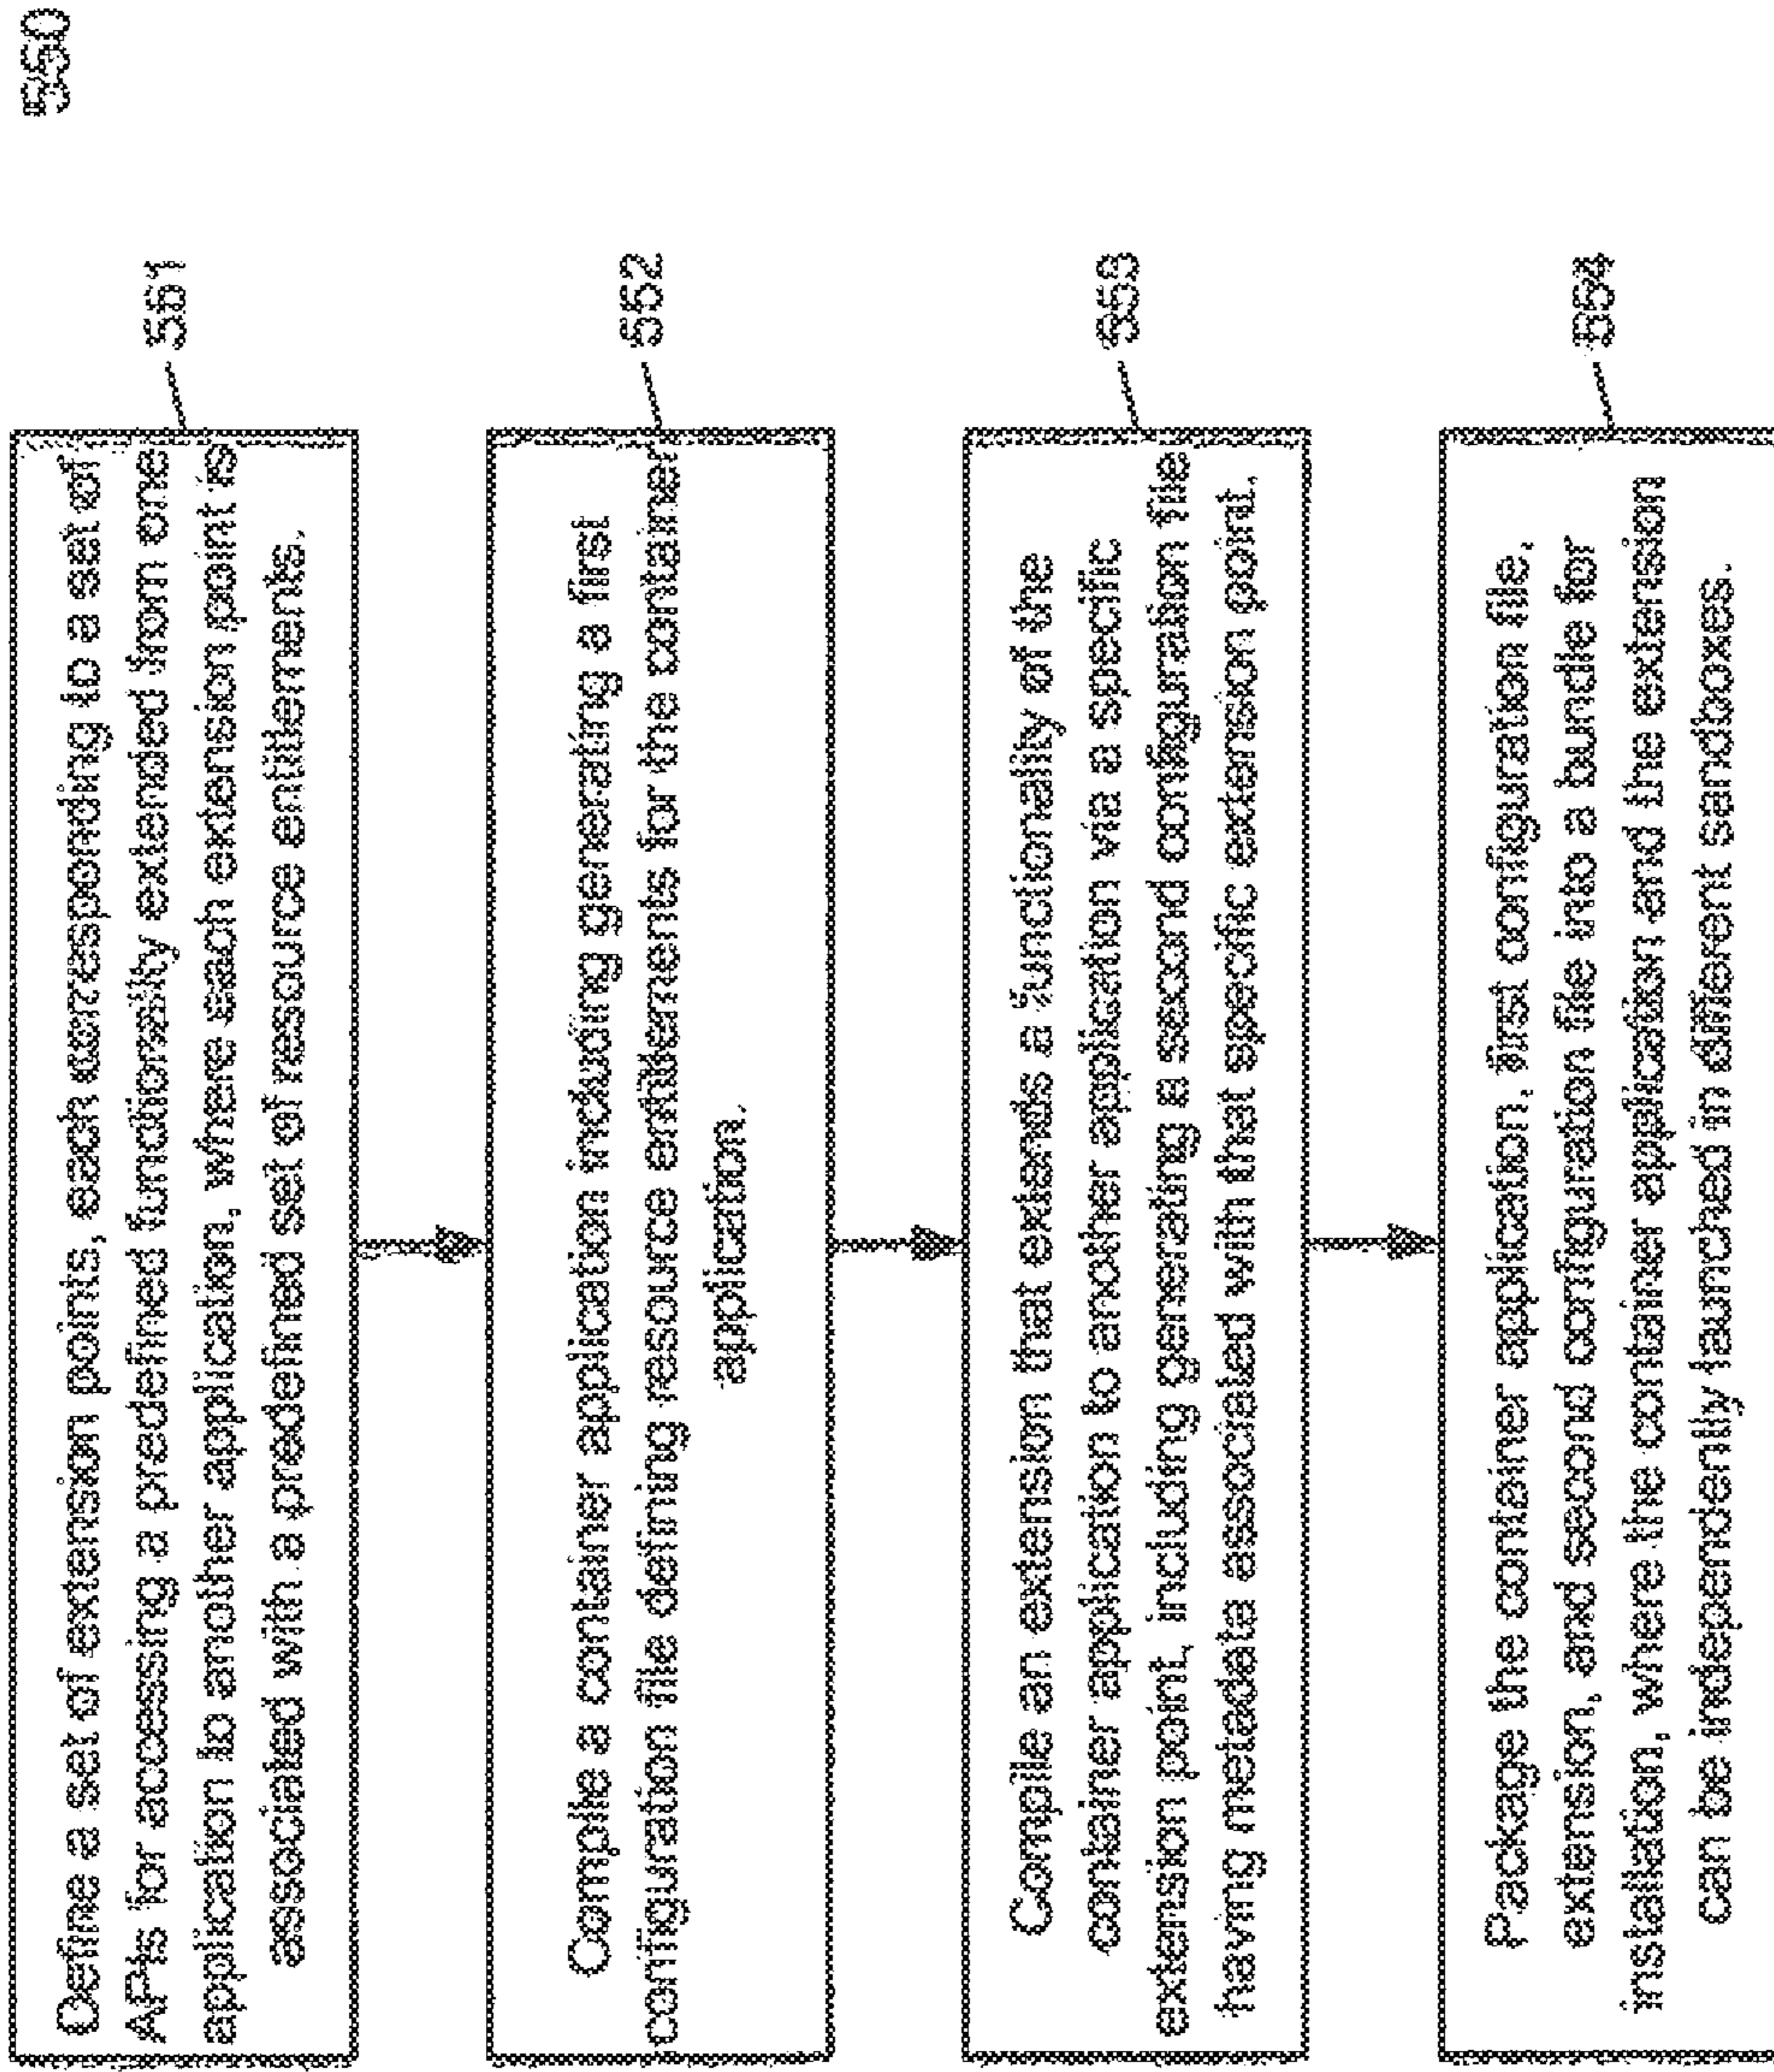 550
Define a set of extension points, each corresponding to a set of
APIs for accessing a predefined functionality extended from one
application to another application, where each extension point is
associated with a predefined set of resource entitlements.
551
Compile a container application including generating a first
configuration file defining resource entitlements for the container
application.
552
Compile an extension that extends a functionality of the
container application to another application via a specific
extension point, including generating a second configuration file
having metadata associated with that specific extension point.
553
Package the container application, first configuration file,
extension, and second configuration file into a bundle for
installation, where the container application and the extension
can be independently launched in different sandboxes.
554